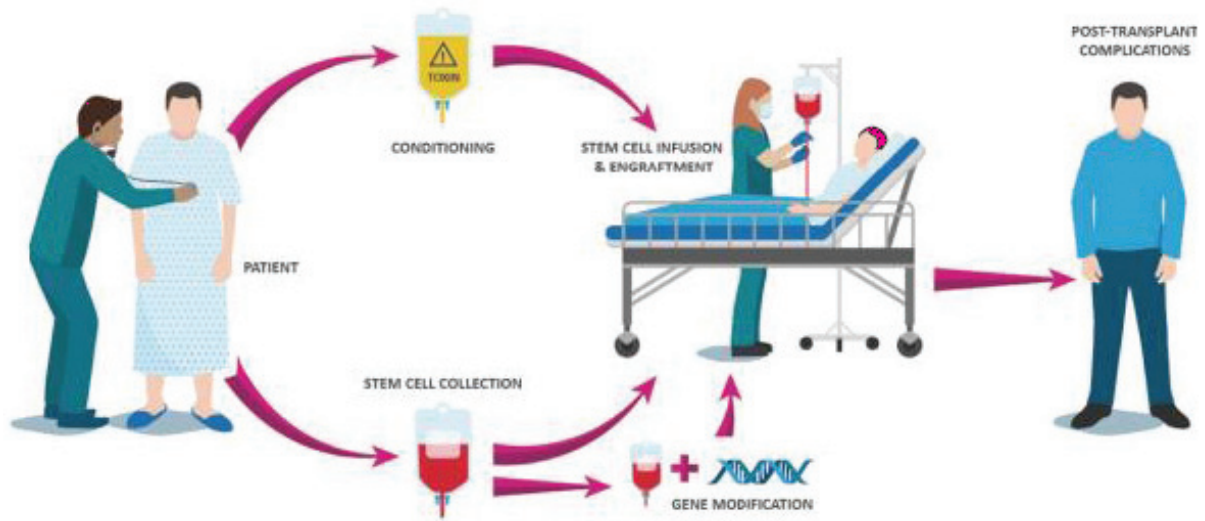 POST-TRANSPLANT
COMPLICATIONS
TOXIN
CONDITIONING
STEM CELL INFUSION
& ENGRAFTMENT
PATIENT
STEM CELL COLLECTION
GENE MODIFICATION